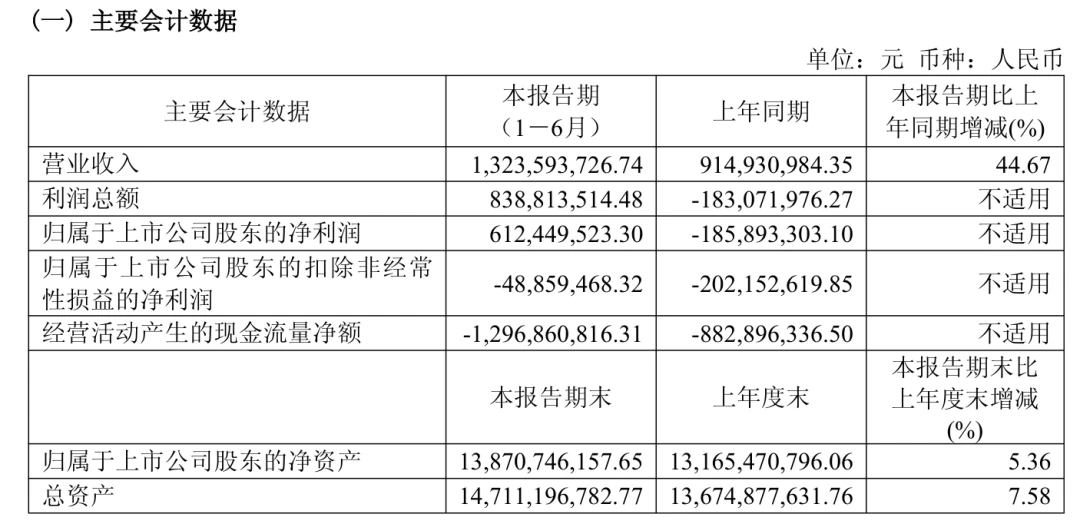 （一）主要会计数据
单位：元 币种：人民币
主要会计数据 本报告期（1－6月） 上年同期 本报告期比上年同期增减(%)
营业收入 1,323,593,726.74 914,930,984.35 44.67
利润总额 838,813,514.48 -183,071,976.27 不适用
归属于上市公司股东的净利润 612,449,523.30 -185,893,303.10 不适用
归属于上市公司股东的扣除非经常性损益的净利润 -48,859,468.32 -202,152,619.85 不适用
经营活动产生的现金流量净额 -1,296,860,816.31 -882,896,336.50 不适用
本报告期末 上年度末 本报告期末比上年度末增减(%)
归属于上市公司股东的净资产 13,870,746,157.65 13,165,470,796.06 5.36
总资产 14,711,196,782.77 13,674,877,631.76 7.58